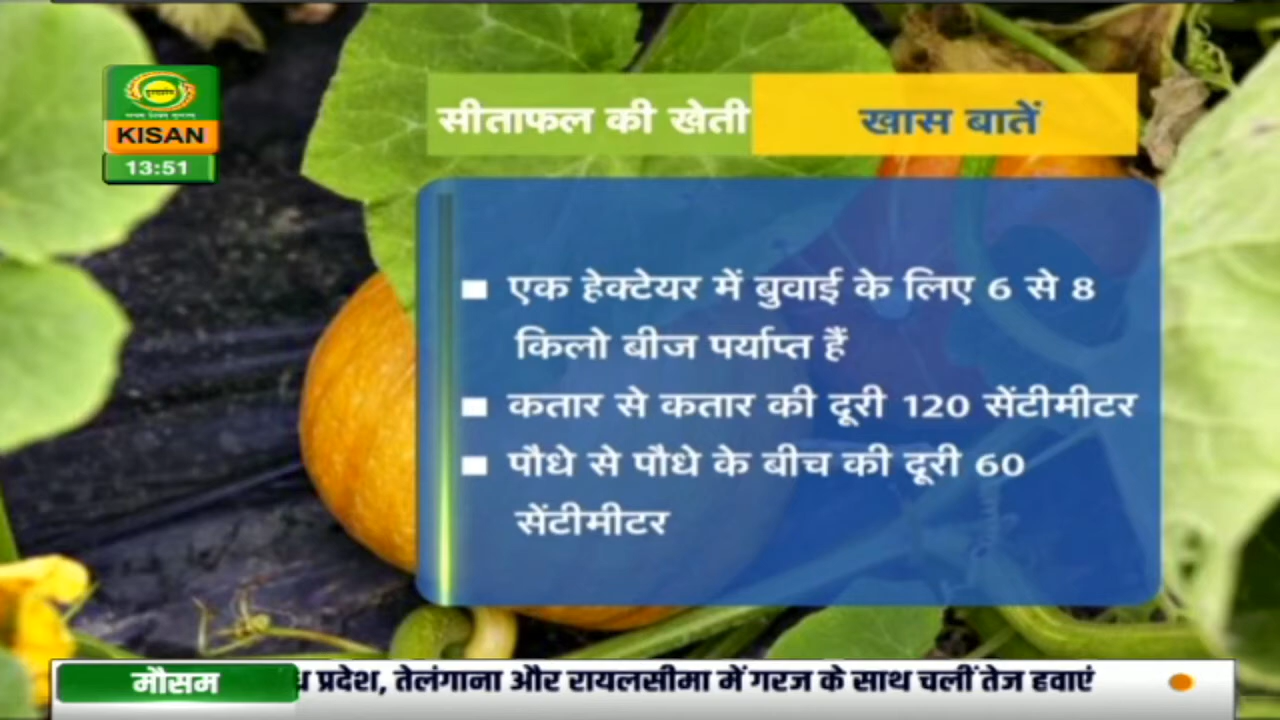 KISAN
13:51
सीताफल की खेती
खास बातें
एक हेक्टेयर में बुवाई के लिए 6 से 8
किलो बीज पर्याप्त हैं
कतार से कतार की दूरी 120 सेंटीमीटर
पौधे से पौधे के बीच की दूरी 60
सेंटीमीटर
मौसम
प्रदेश, तेलंगाना और रायलसीमा में गरज के साथ चलीं तेज हवाएं